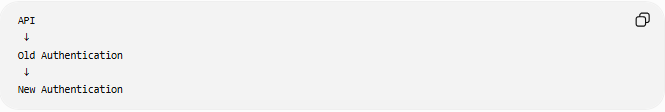 API
↓
Old Authentication
↓
New Authentication